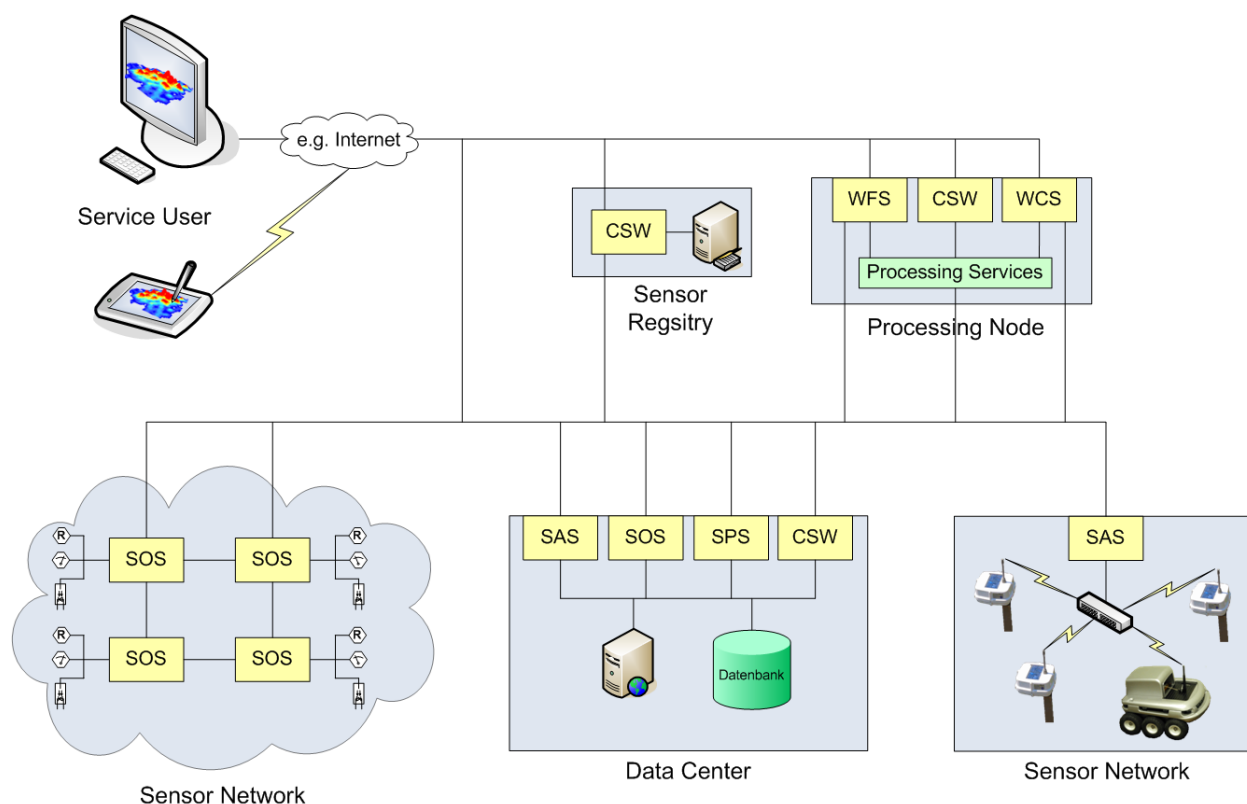 e.g. Internet
Service User
WFS
CSW
WCS
CSW
Processing Services
Sensor
Regsitry
Processing Node
SAS
SOS
SPS
CSW
SAS
R
R
SOS
SOS
R
R
SOS
SOS
Datenbank
Data Center
Sensor Network
Sensor Network